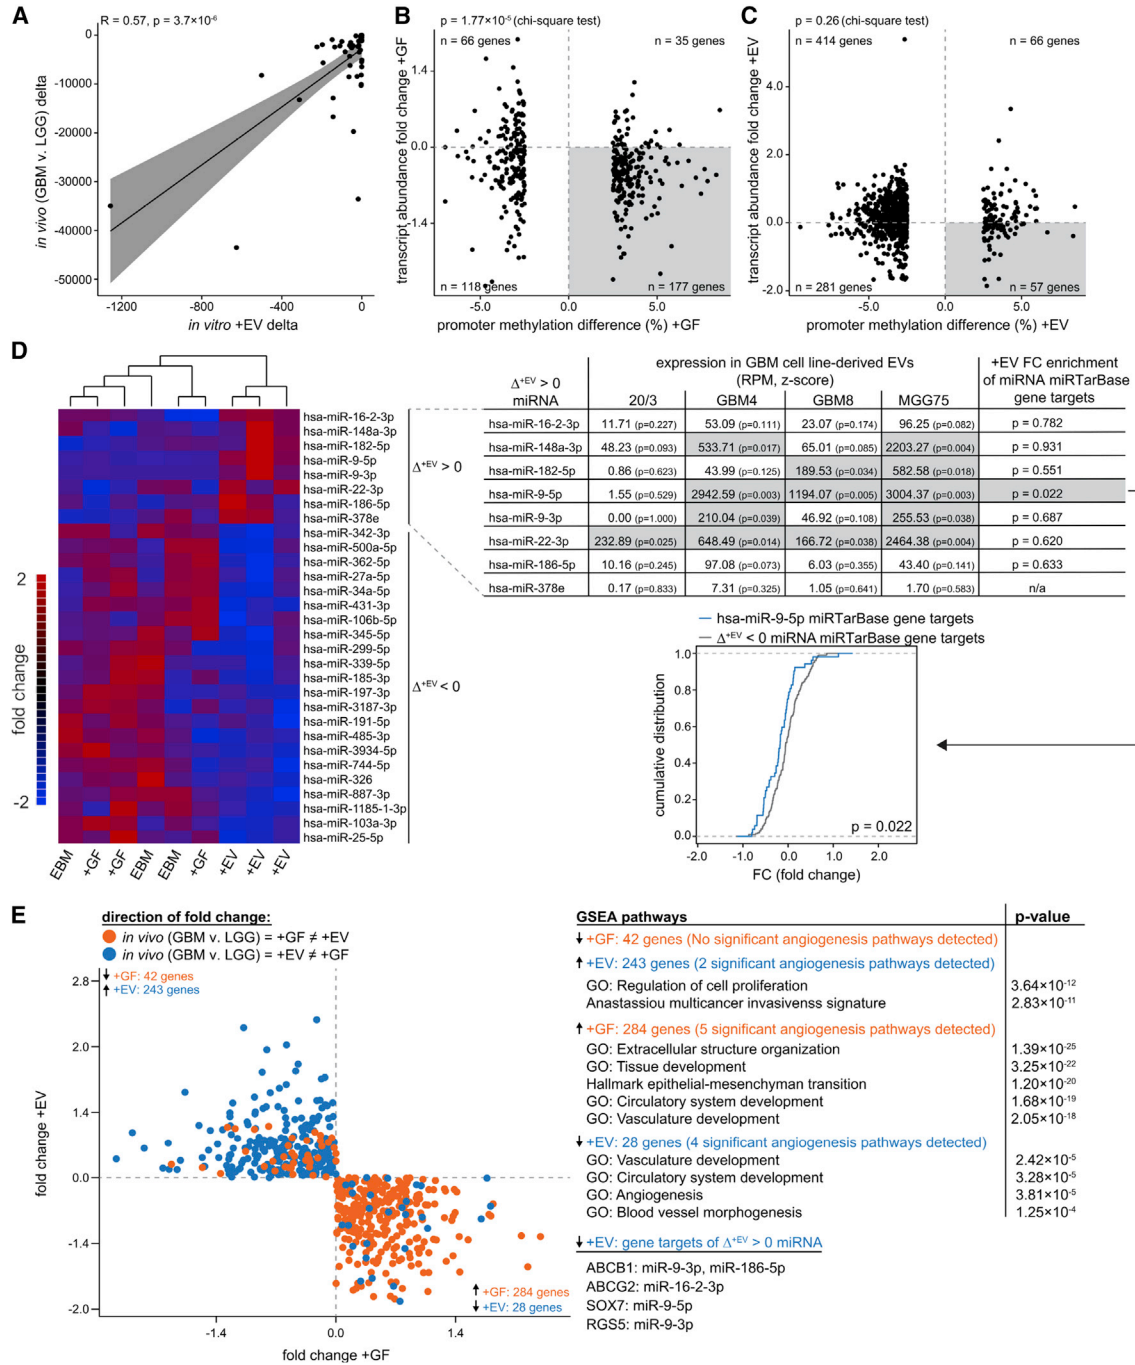 A
R = 0.57, p = 3.7×10⁻⁶
in vivo (GBM v. LGG) delta
0
-10000
-20000
-30000
-40000
-50000
-1200
-800
-400
0
in vitro +EV delta
B
p = 1.77×10⁻⁵ (chi-square test)
n = 66 genes
n = 35 genes
transcript abundance fold change +GF
1.4
0.0
-1.4
n = 118 genes
n = 177 genes
-5.0
0.0
5.0
promoter methylation difference (%) +GF
C
p = 0.26 (chi-square test)
n = 414 genes
n = 66 genes
transcript abundance fold change +EV
4.0
2.0
0.0
-2.0
n = 281 genes
n = 57 genes
-5.0
0.0
5.0
promoter methylation difference (%) +EV
D
2
fold change
-2
hsa-miR-16-2-3p
hsa-miR-148a-3p
hsa-miR-182-5p
hsa-miR-9-5p
hsa-miR-9-3p
hsa-miR-22-3p
hsa-miR-186-5p
hsa-miR-378e
hsa-miR-342-3p
hsa-miR-500a-5p
hsa-miR-362-5p
hsa-miR-27a-5p
hsa-miR-34a-5p
hsa-miR-431-3p
hsa-miR-106b-5p
hsa-miR-345-5p
hsa-miR-299-5p
hsa-miR-339-5p
hsa-miR-185-3p
hsa-miR-197-3p
hsa-miR-3187-3p
hsa-miR-191-5p
hsa-miR-485-3p
hsa-miR-3934-5p
hsa-miR-744-5p
hsa-miR-326
hsa-miR-887-3p
hsa-miR-1185-1-3p
hsa-miR-103a-3p
hsa-miR-25-5p
EBM +GF +GF EBM EBM +GF +EV +EV +EV
Δ⁺ᴱⱽ > 0
Δ⁺ᴱⱽ < 0
Δ⁺ᴱⱽ > 0 miRNA
expression in GBM cell line-derived EVs (RPM, z-score)
+EV FC enrichment of miRNA miRTarBase gene targets
20/3 GBM4 GBM8 MGG75
hsa-miR-16-2-3p 11.71 (p=0.227) 53.09 (p=0.111) 23.07 (p=0.174) 96.25 (p=0.082) p = 0.782
hsa-miR-148a-3p 48.23 (p=0.093) 533.71 (p=0.017) 65.01 (p=0.085) 2203.27 (p=0.004) p = 0.931
hsa-miR-182-5p 0.86 (p=0.623) 43.99 (p=0.125) 189.53 (p=0.034) 582.58 (p=0.018) p = 0.551
hsa-miR-9-5p 1.55 (p=0.529) 2942.59 (p=0.003) 1194.07 (p=0.005) 3004.37 (p=0.003) p = 0.022
hsa-miR-9-3p 0.00 (p=1.000) 210.04 (p=0.039) 46.92 (p=0.108) 255.53 (p=0.038) p = 0.687
hsa-miR-22-3p 232.89 (p=0.025) 648.49 (p=0.014) 166.72 (p=0.038) 2464.38 (p=0.004) p = 0.620
hsa-miR-186-5p 10.16 (p=0.245) 97.08 (p=0.073) 6.03 (p=0.355) 43.40 (p=0.141) p = 0.633
hsa-miR-378e 0.17 (p=0.833) 7.31 (p=0.325) 1.05 (p=0.641) 1.70 (p=0.583) n/a
hsa-miR-9-5p miRTarBase gene targets
Δ⁺ᴱⱽ < 0 miRNA miRTarBase gene targets
cumulative distribution
1.0
0.8
0.6
0.4
0.2
0.0
p = 0.022
-2.0
-1.0
0.0
1.0
2.0
FC (fold change)
E
direction of fold change:
in vivo (GBM v. LGG) = +GF ≠ +EV
in vivo (GBM v. LGG) = +EV ≠ +GF
↓ +GF: 42 genes
↑ +EV: 243 genes
fold change +EV
2.8
2.0
1.4
0.0
-1.4
-2.0
↑ +GF: 284 genes
↓ +EV: 28 genes
-1.4
0.0
1.4
fold change +GF
GSEA pathways p-value
↓ +GF: 42 genes (No significant angiogenesis pathways detected)
↑ +EV: 243 genes (2 significant angiogenesis pathways detected)
GO: Regulation of cell proliferation 3.64×10⁻¹²
Anastassiou multicancer invasivenss signature 2.83×10⁻¹¹
↑ +GF: 284 genes (5 significant angiogenesis pathways detected)
GO: Extracellular structure organization 1.39×10⁻²⁵
GO: Tissue development 3.25×10⁻²²
Hallmark epithelial-mesenchyman transition 1.20×10⁻²⁰
GO: Circulatory system development 1.68×10⁻¹⁹
GO: Vasculature development 2.05×10⁻¹⁸
↓ +EV: 28 genes (4 significant angiogenesis pathways detected)
GO: Vasculature development 2.42×10⁻⁵
GO: Circulatory system development 3.28×10⁻⁵
GO: Angiogenesis 3.81×10⁻⁵
GO: Blood vessel morphogenesis 1.25×10⁻⁴
↓ +EV: gene targets of Δ⁺ᴱⱽ > 0 miRNA
ABCB1: miR-9-3p, miR-186-5p
ABCG2: miR-16-2-3p
SOX7: miR-9-5p
RGS5: miR-9-3p